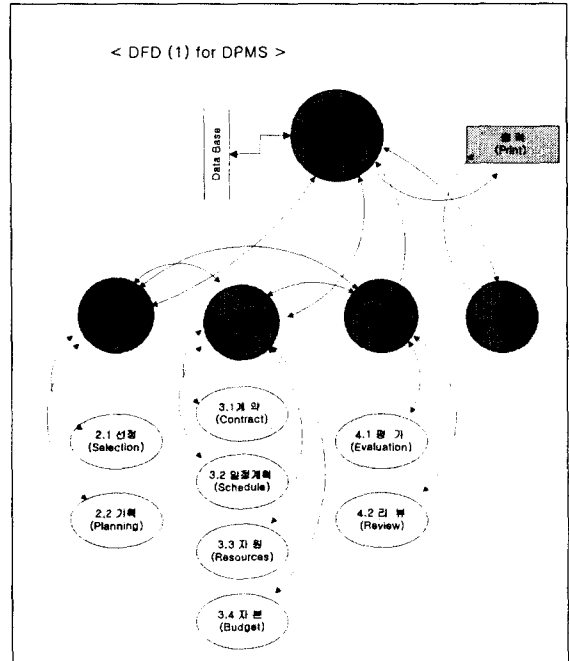 < DFD (1) for DPMS >
Data Base
출 력
(Print)
2.1 선정
(Selection)
2.2 기획
(Planning)
3.1계 약
(Contract)
3.2 일정계획
(Schedule)
3.3 자 원
(Resources)
3.4 자 본
(Budget)
4.1 평 가
(Evaluation)
4.2 리 뷰
(Review)